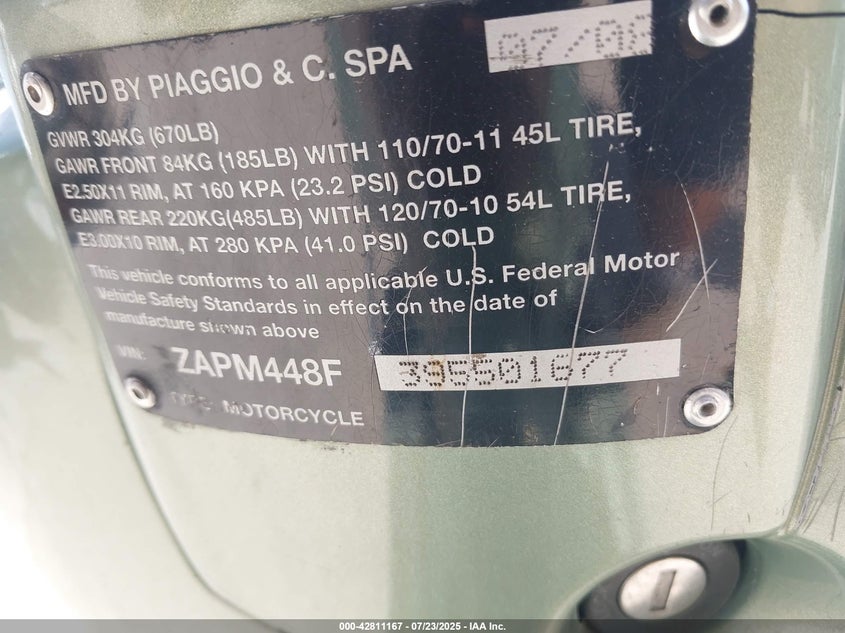 MFD BY PIAGGIO & C. SPA
07/08
GVWR 304KG (670LB)
GAWR FRONT 84KG (185LB) WITH 110/70-11 45L TIRE,
E2.50X11 RIM, AT 160 KPA (23.2 PSI) COLD
GAWR REAR 220KG(485LB) WITH 120/70-10 54L TIRE,
E3.00X10 RIM, AT 280 KPA (41.0 PSI) COLD
This vehicle conforms to all applicable U.S. Federal Motor
Vehicle Safety Standards in effect on the date of
manufacture shown above
VIN: ZAPM448F 395501677
TYPE: MOTORCYCLE
000-42811167 - 07/23/2025 - IAA Inc.